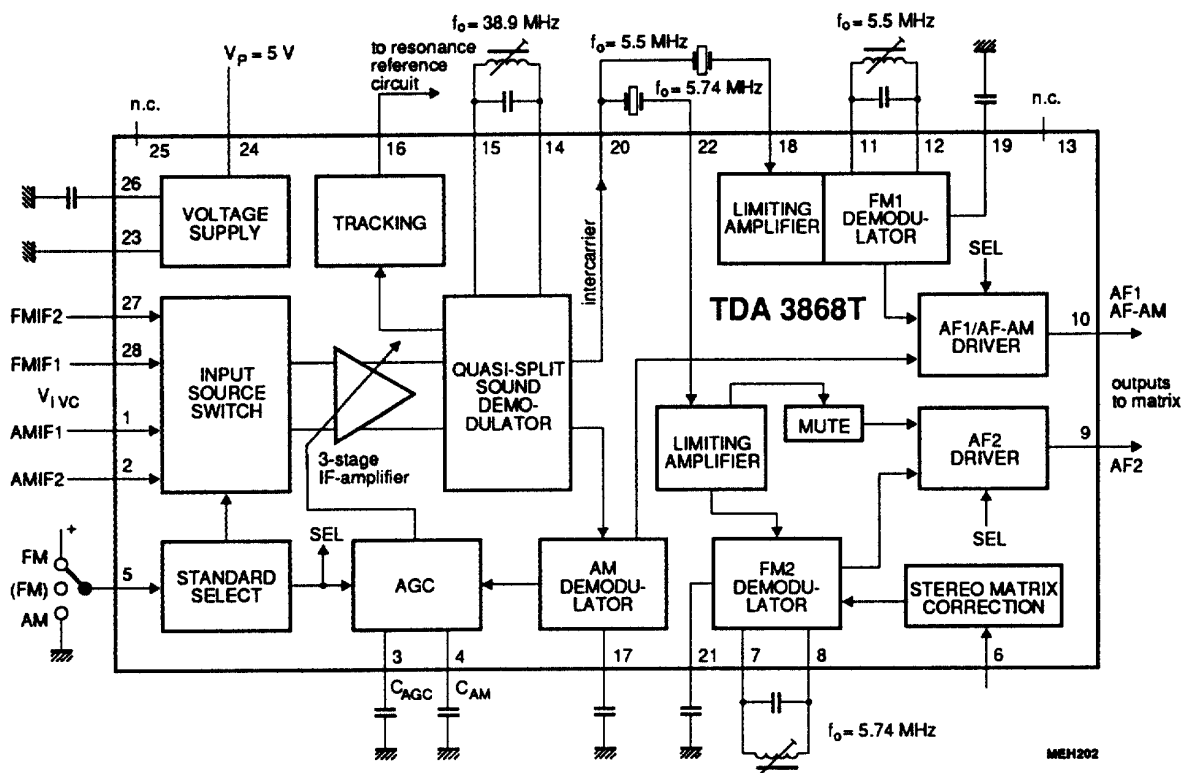 f₀ = 38.9 MHz
f₀ = 5.5 MHz
f₀ = 5.5 MHz
Vₚ = 5 V
to resonance
reference
circuit
f₀ = 5.74 MHz
n.c.
n.c.
25
24
16
15
14
20
22
18
11
12
19
13
26
23
VOLTAGE
SUPPLY
TRACKING
LIMITING
AMPLIFIER
FM1
DEMODU-
LATOR
intercarrier
SEL
TDA 3868T
FMIF2
27
FMIF1
28
V_I VC
AMIF1
1
AMIF2
2
INPUT
SOURCE
SWITCH
3-stage
IF-amplifier
QUASI-SPLIT
SOUND
DEMO-
DULATOR
AF1/AF-AM
DRIVER
10
AF1
AF-AM
outputs
to matrix
LIMITING
AMPLIFIER
MUTE
AF2
DRIVER
9
AF2
SEL
+
FM
(FM)
AM
5
STANDARD
SELECT
SEL
AGC
AM
DEMODU-
LATOR
FM2
DEMODU-
LATOR
STEREO MATRIX
CORRECTION
3
4
17
21
7
8
6
C_AGC
C_AM
f₀ = 5.74 MHz
MEH202